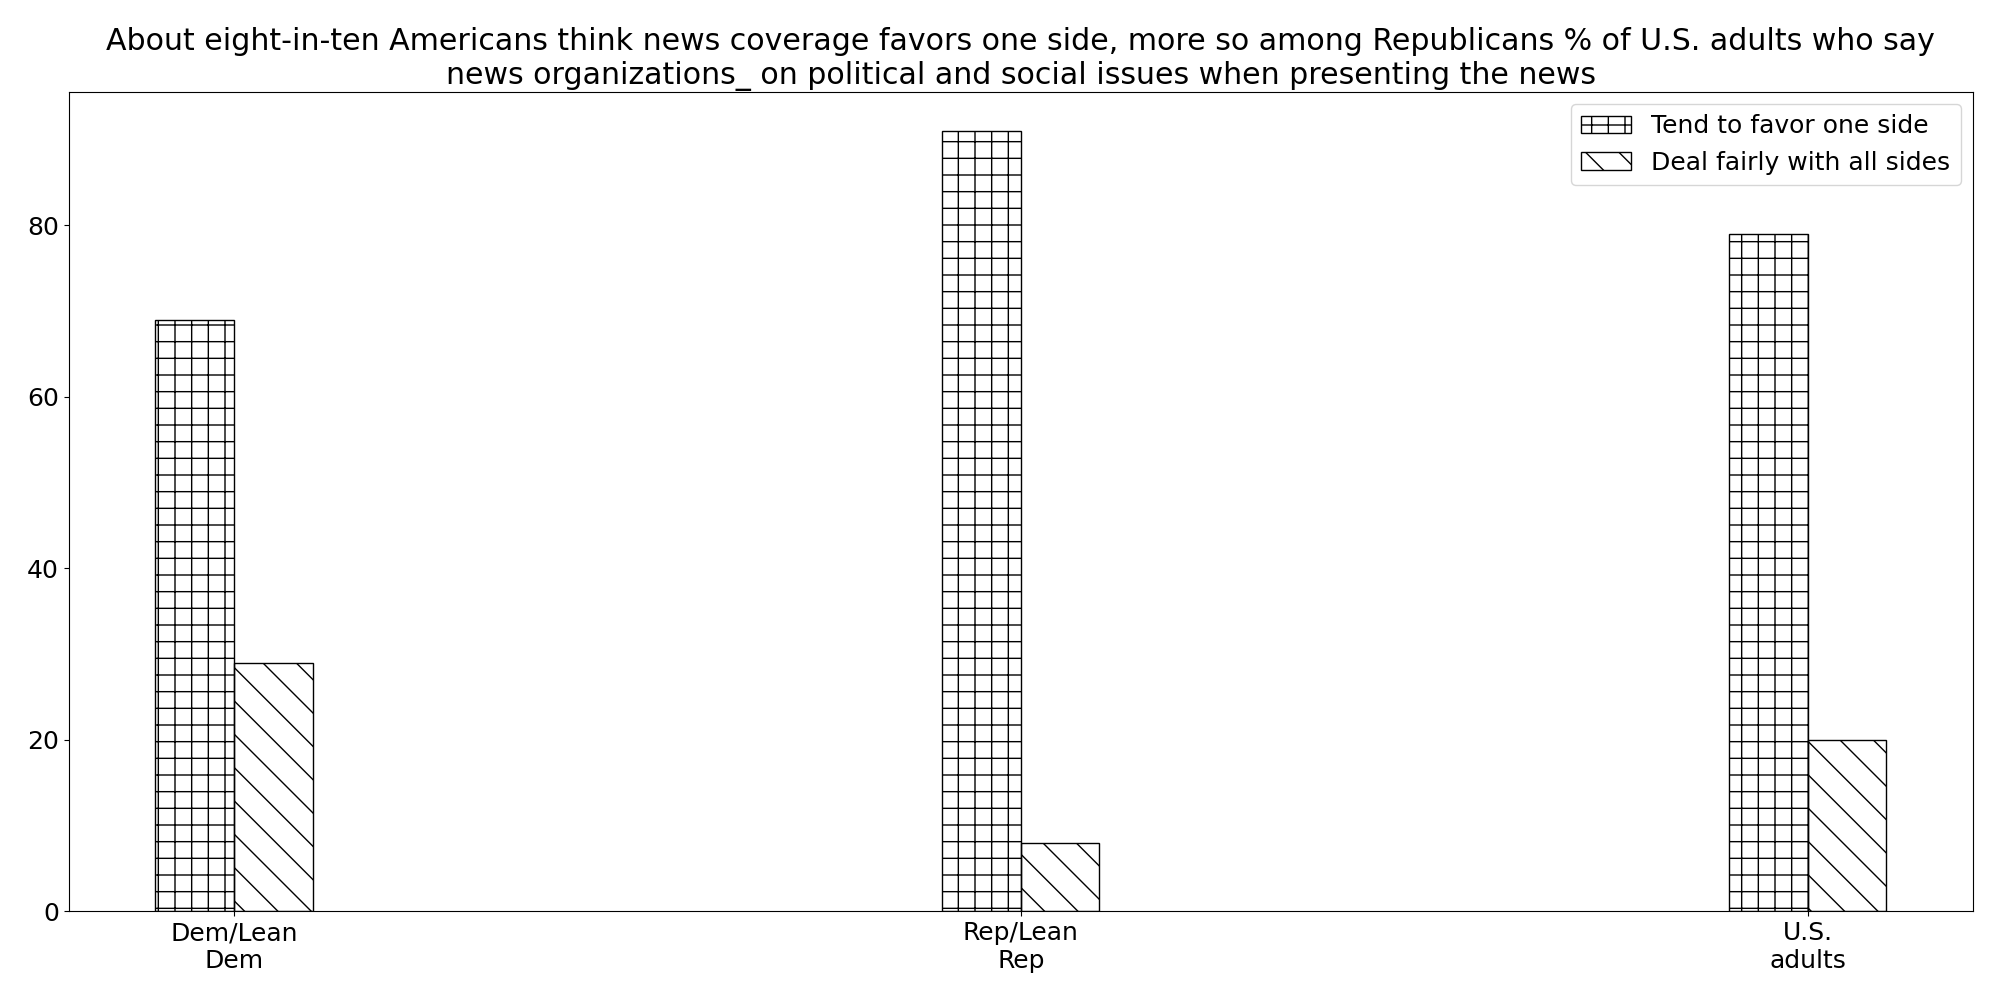 About eight-in-ten Americans think news coverage favors one side, more so among Republicans % of U.S. adults who say
news organizations_ on political and social issues when presenting the news
Tend to favor one side
Deal fairly with all sides
80
60
40
20
0
Dem/Lean
Dem
Rep/Lean
Rep
U.S.
adults